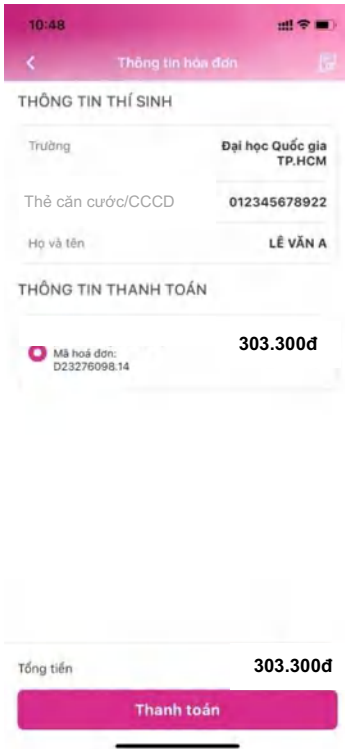 10:48
Thông tin hóa đơn
THÔNG TIN THÍ SINH
Trường
Đại học Quốc gia
TP.HCM
Thẻ căn cước/CCCD
012345678922
Họ và tên
LÊ VĂN A
THÔNG TIN THANH TOÁN
303.300đ
Mã hoá đơn:
D23276098.14
Tổng tiền
303.300đ
Thanh toán